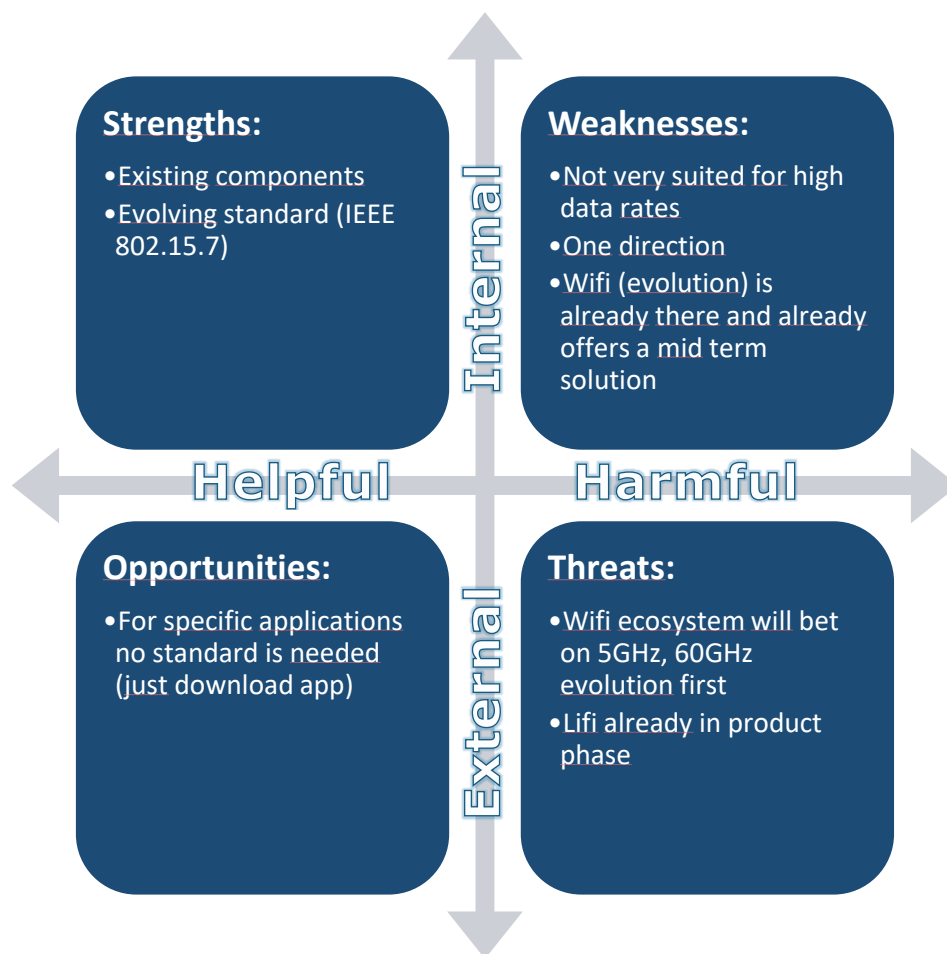 Strengths:
•Existing components
•Evolving standard (IEEE
802.15.7)
Internal
Weaknesses:
•Not very suited for high
data rates
•One direction
•Wifi (evolution) is
already there and already
offers a mid term
solution
Helpful
Harmful
Opportunities:
•For specific applications
no standard is needed
(just download app)
External
Threats:
•Wifi ecosystem will bet
on 5GHz, 60GHz
evolution first
•Lifi already in product
phase